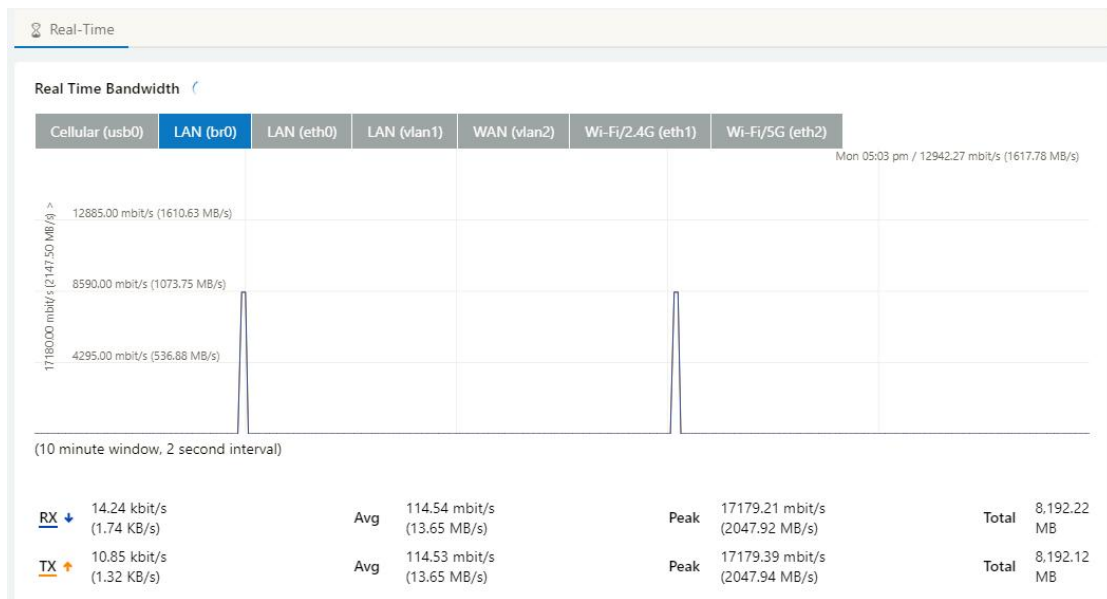 Real-Time
Real Time Bandwidth
Cellular (usb0) LAN (br0) LAN (eth0) LAN (vlan1) WAN (vlan2) Wi-Fi/2.4G (eth1) Wi-Fi/5G (eth2)
Mon 05:03 pm / 12942.27 mbit/s (1617.78 MB/s)
17180.00 mbit/s (2147.50 MB/s) >
12885.00 mbit/s (1610.63 MB/s)
8590.00 mbit/s (1073.75 MB/s)
4295.00 mbit/s (536.88 MB/s)
(10 minute window, 2 second interval)
RX 14.24 kbit/s Avg 114.54 mbit/s Peak 17179.21 mbit/s Total 8,192.22
(1.74 KB/s) (13.65 MB/s) (2047.92 MB/s) MB
TX 10.85 kbit/s Avg 114.53 mbit/s Peak 17179.39 mbit/s Total 8,192.12
(1.32 KB/s) (13.65 MB/s) (2047.94 MB/s) MB